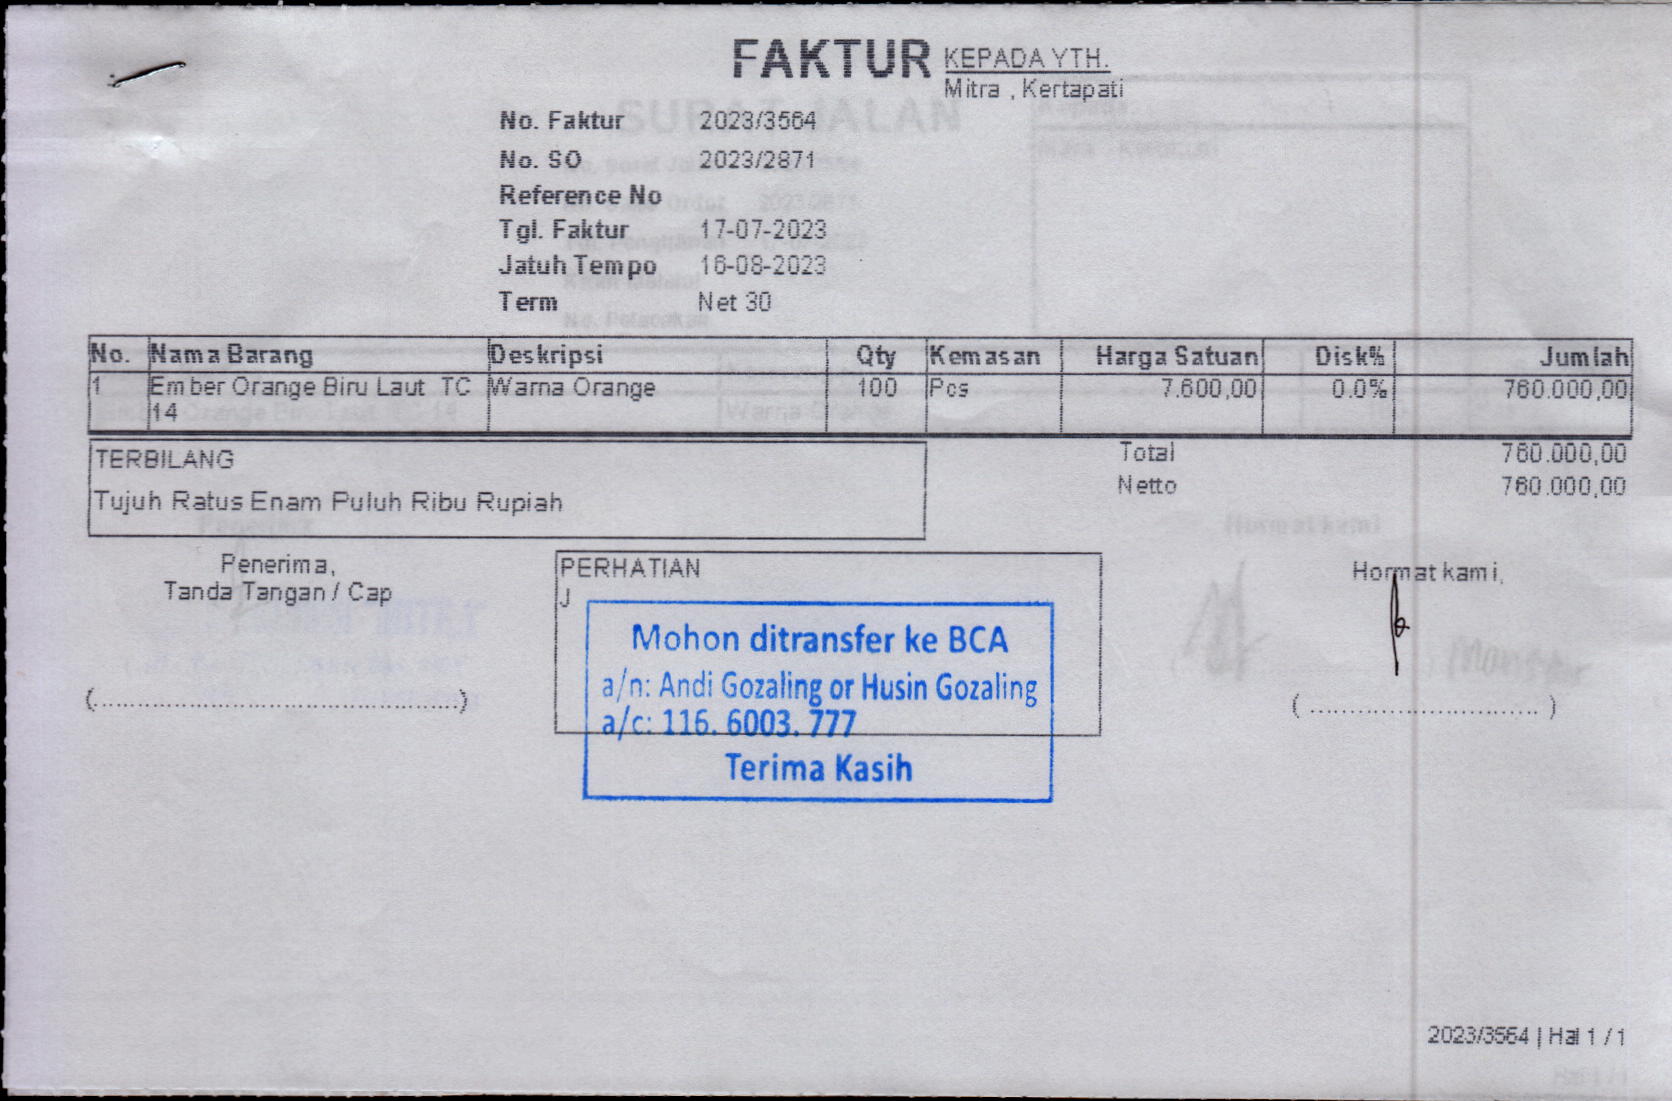 FAKTUR
KEPADA YTH.
Mitra , Kertapati
No. Faktur 2023/3564
No. SO 2023/2871
Reference No
Tgl. Faktur 17-07-2023
Jatuh Tempo 16-08-2023
Term Net 30
No. Nama Barang Deskripsi Qty Kemasan Harga Satuan Disk% Jumlah
1 Ember Orange Biru Laut TC Warna Orange 100 Pcs 7.600,00 0.0% 760.000,00
14
TERBILANG
Tujuh Ratus Enam Puluh Ribu Rupiah
Total 760.000,00
Netto 760.000,00
Penerima,
Tanda Tangan / Cap
(..............................................)
PERHATIAN
J
Mohon ditransfer ke BCA
a/n: Andi Gozaling or Husin Gozaling
a/c: 116. 6003. 777
Terima Kasih
Hormat kami,
( ............................. )
2023/3564 | Hal 1 / 1